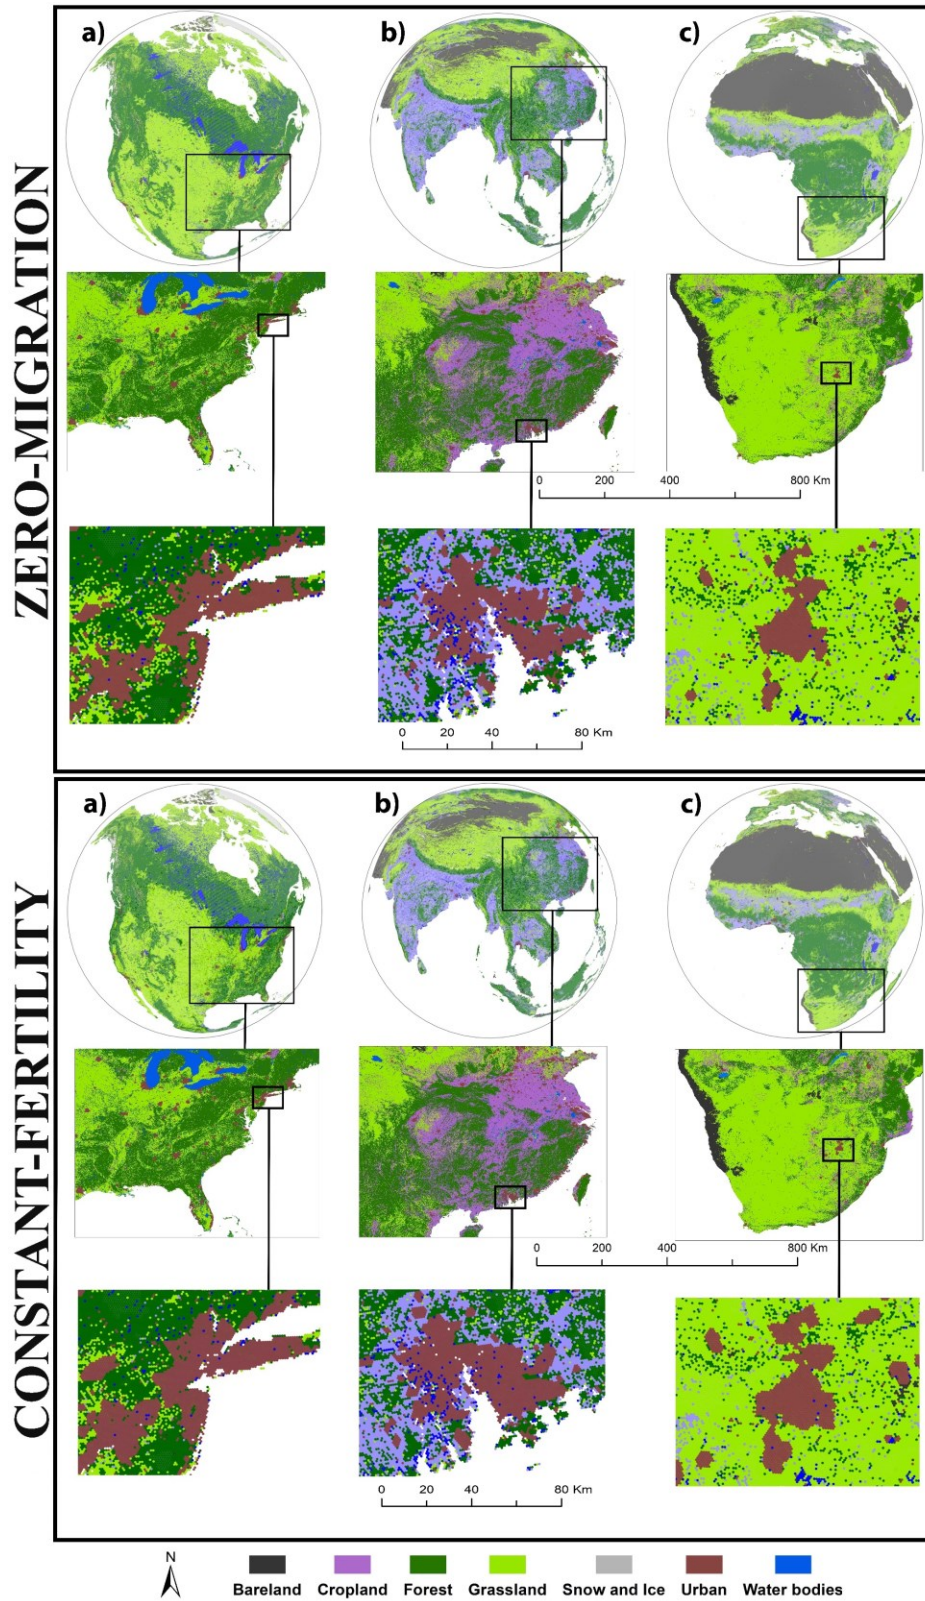 ZERO-MIGRATION
a) b) c)
0 200 400 800 Km
0 20 40 80 Km
CONSTANT-FERTILITY
a) b) c)
0 200 400 800 Km
0 20 40 80 Km
N
Bareland Cropland Forest Grassland Snow and Ice Urban Water bodies